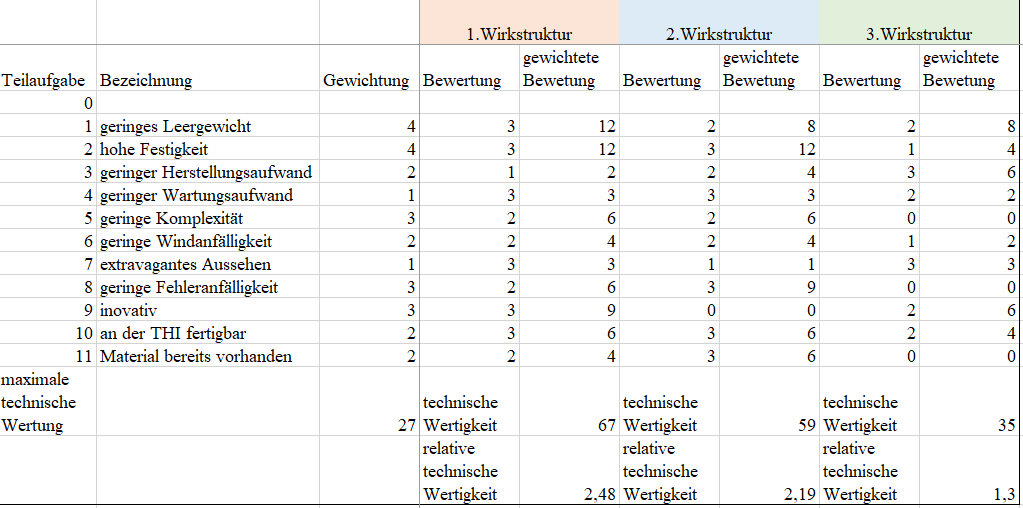 1.Wirkstruktur 2.Wirkstruktur 3.Wirkstruktur
Teilaufgabe Bezeichnung Gewichtung Bewertung gewichtete Bewetung Bewertung gewichtete Bewetung Bewertung gewichtete Bewetung
0
1 geringes Leergewicht 4 3 12 2 8 2 8
2 hohe Festigkeit 4 3 12 3 12 1 4
3 geringer Herstellungsaufwand 2 1 2 2 4 3 6
4 geringer Wartungsaufwand 1 3 3 3 3 2 2
5 geringe Komplexität 3 2 6 2 6 0 0
6 geringe Windanfälligkeit 2 2 4 2 4 1 2
7 extravagantes Aussehen 1 3 3 1 1 3 3
8 geringe Fehleranfälligkeit 3 2 6 3 9 0 0
9 inovativ 3 3 9 0 0 2 6
10 an der THI fertigbar 2 3 6 3 6 2 4
11 Material bereits vorhanden 2 2 4 3 6 0 0
maximale technische Wertung 27 technische Wertigkeit 67 technische Wertigkeit 59 technische Wertigkeit 35
relative technische Wertigkeit 2,48 relative technische Wertigkeit 2,19 relative technische Wertigkeit 1,3